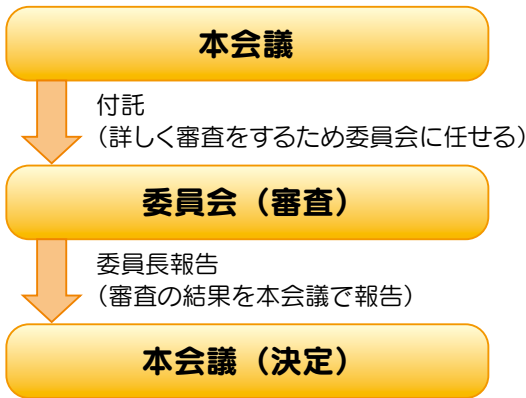 本会議
付託
（詳しく審査をするため委員会に任せる）
委員会（審査）
委員長報告
（審査の結果を本会議で報告）
本会議（決定）